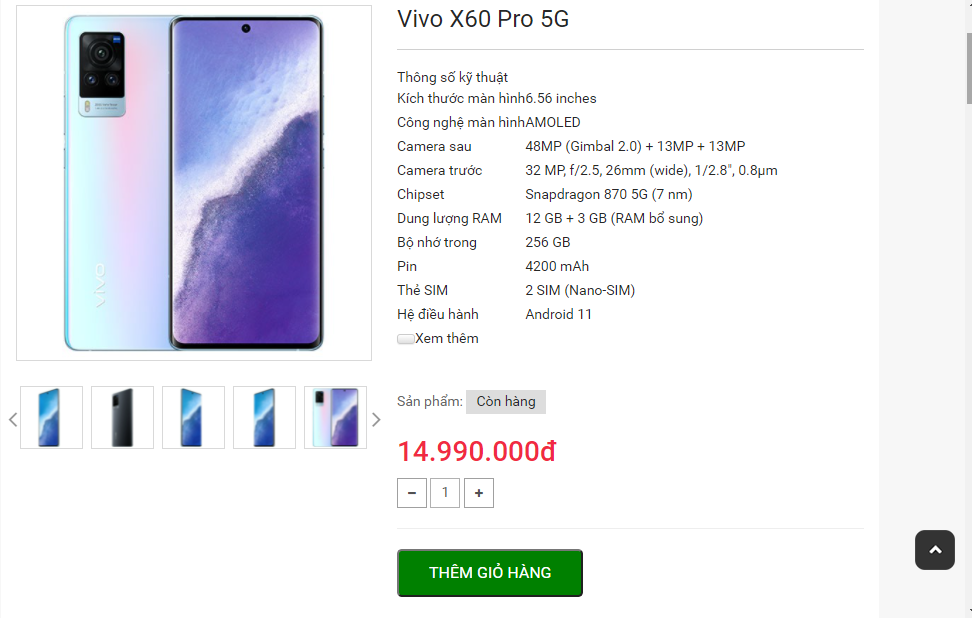 Vivo X60 Pro 5G
Thông số kỹ thuật
Kích thước màn hình6.56 inches
Công nghệ màn hìnhAMOLED
Camera sau 48MP (Gimbal 2.0) + 13MP + 13MP
Camera trước 32 MP, f/2.5, 26mm (wide), 1/2.8", 0.8µm
Chipset Snapdragon 870 5G (7 nm)
Dung lượng RAM 12 GB + 3 GB (RAM bổ sung)
Bộ nhớ trong 256 GB
Pin 4200 mAh
Thẻ SIM 2 SIM (Nano-SIM)
Hệ điều hành Android 11
Xem thêm
Sản phẩm: Còn hàng
14.990.000đ
− 1 +
THÊM GIỎ HÀNG
vivo